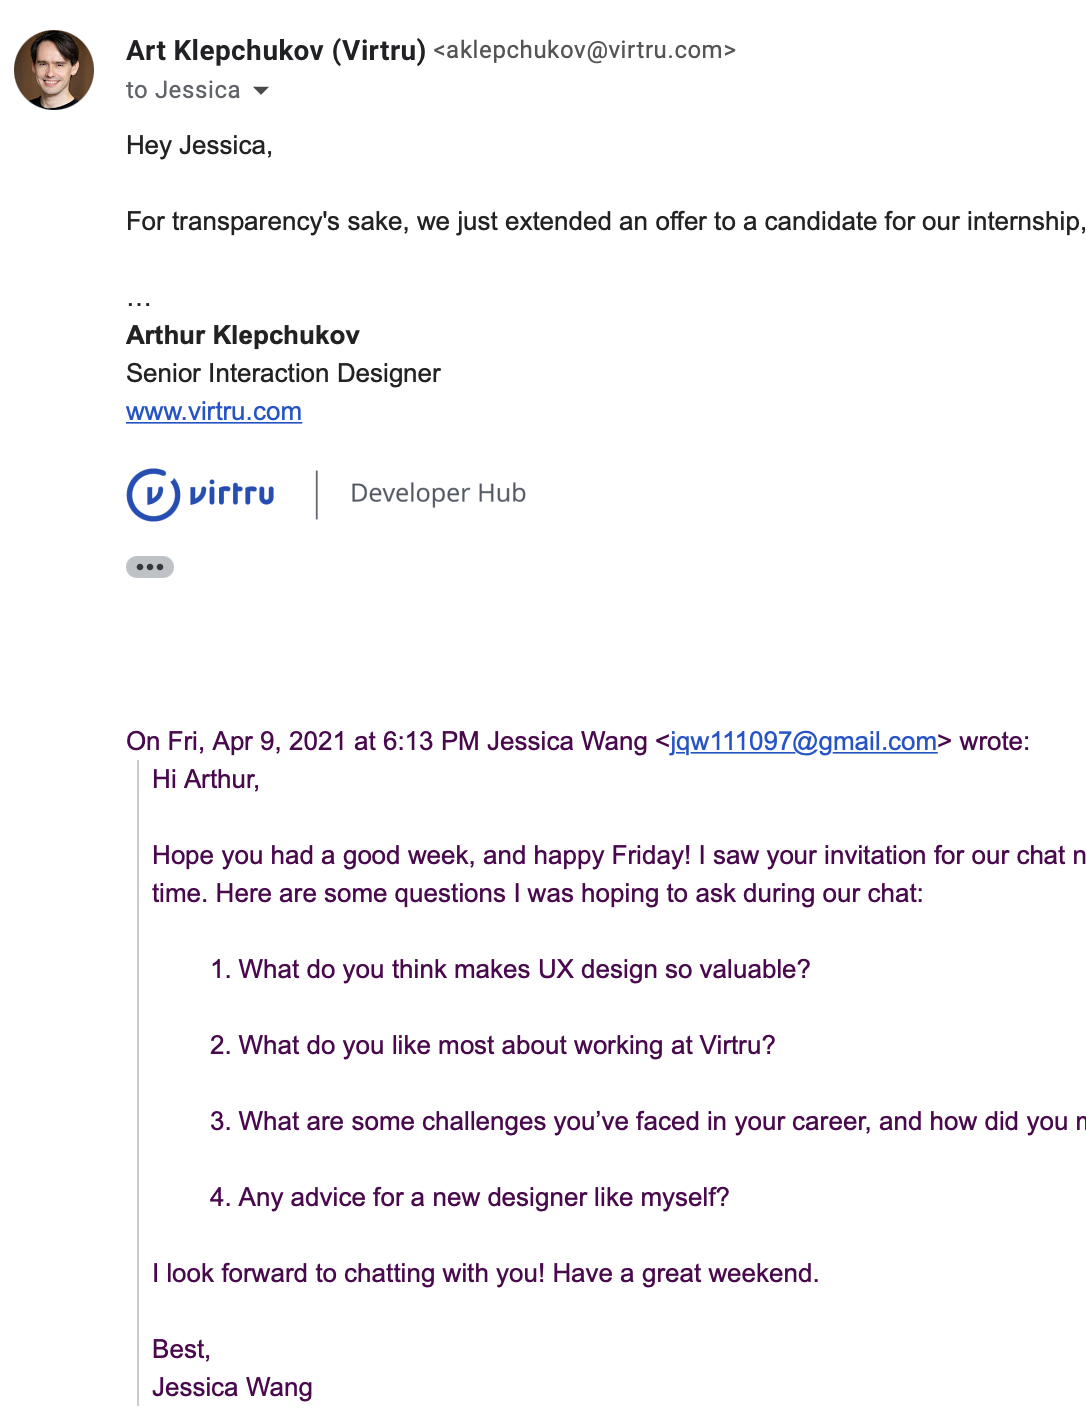 Art Klepchukov (Virtru) <aklepchukov@virtru.com>
to Jessica
Hey Jessica,
For transparency's sake, we just extended an offer to a candidate for our internship,
...
Arthur Klepchukov
Senior Interaction Designer
www.virtru.com
virtru | Developer Hub
On Fri, Apr 9, 2021 at 6:13 PM Jessica Wang <jqw111097@gmail.com> wrote:
Hi Arthur,
Hope you had a good week, and happy Friday! I saw your invitation for our chat
time. Here are some questions I was hoping to ask during our chat:
1. What do you think makes UX design so valuable?
2. What do you like most about working at Virtru?
3. What are some challenges you’ve faced in your career, and how did you
4. Any advice for a new designer like myself?
I look forward to chatting with you! Have a great weekend.
Best,
Jessica Wang